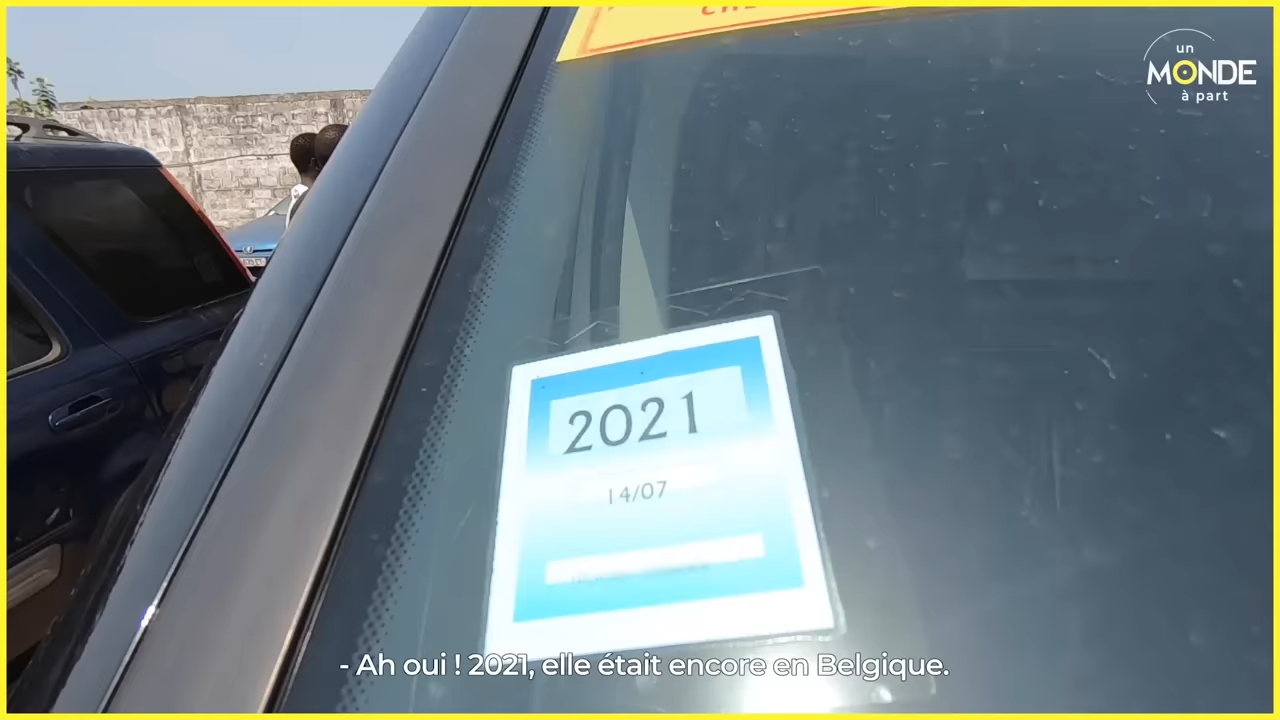 un
MONDE
à part
2021
14/07
- Ah oui ! 2021, elle était encore en Belgique.